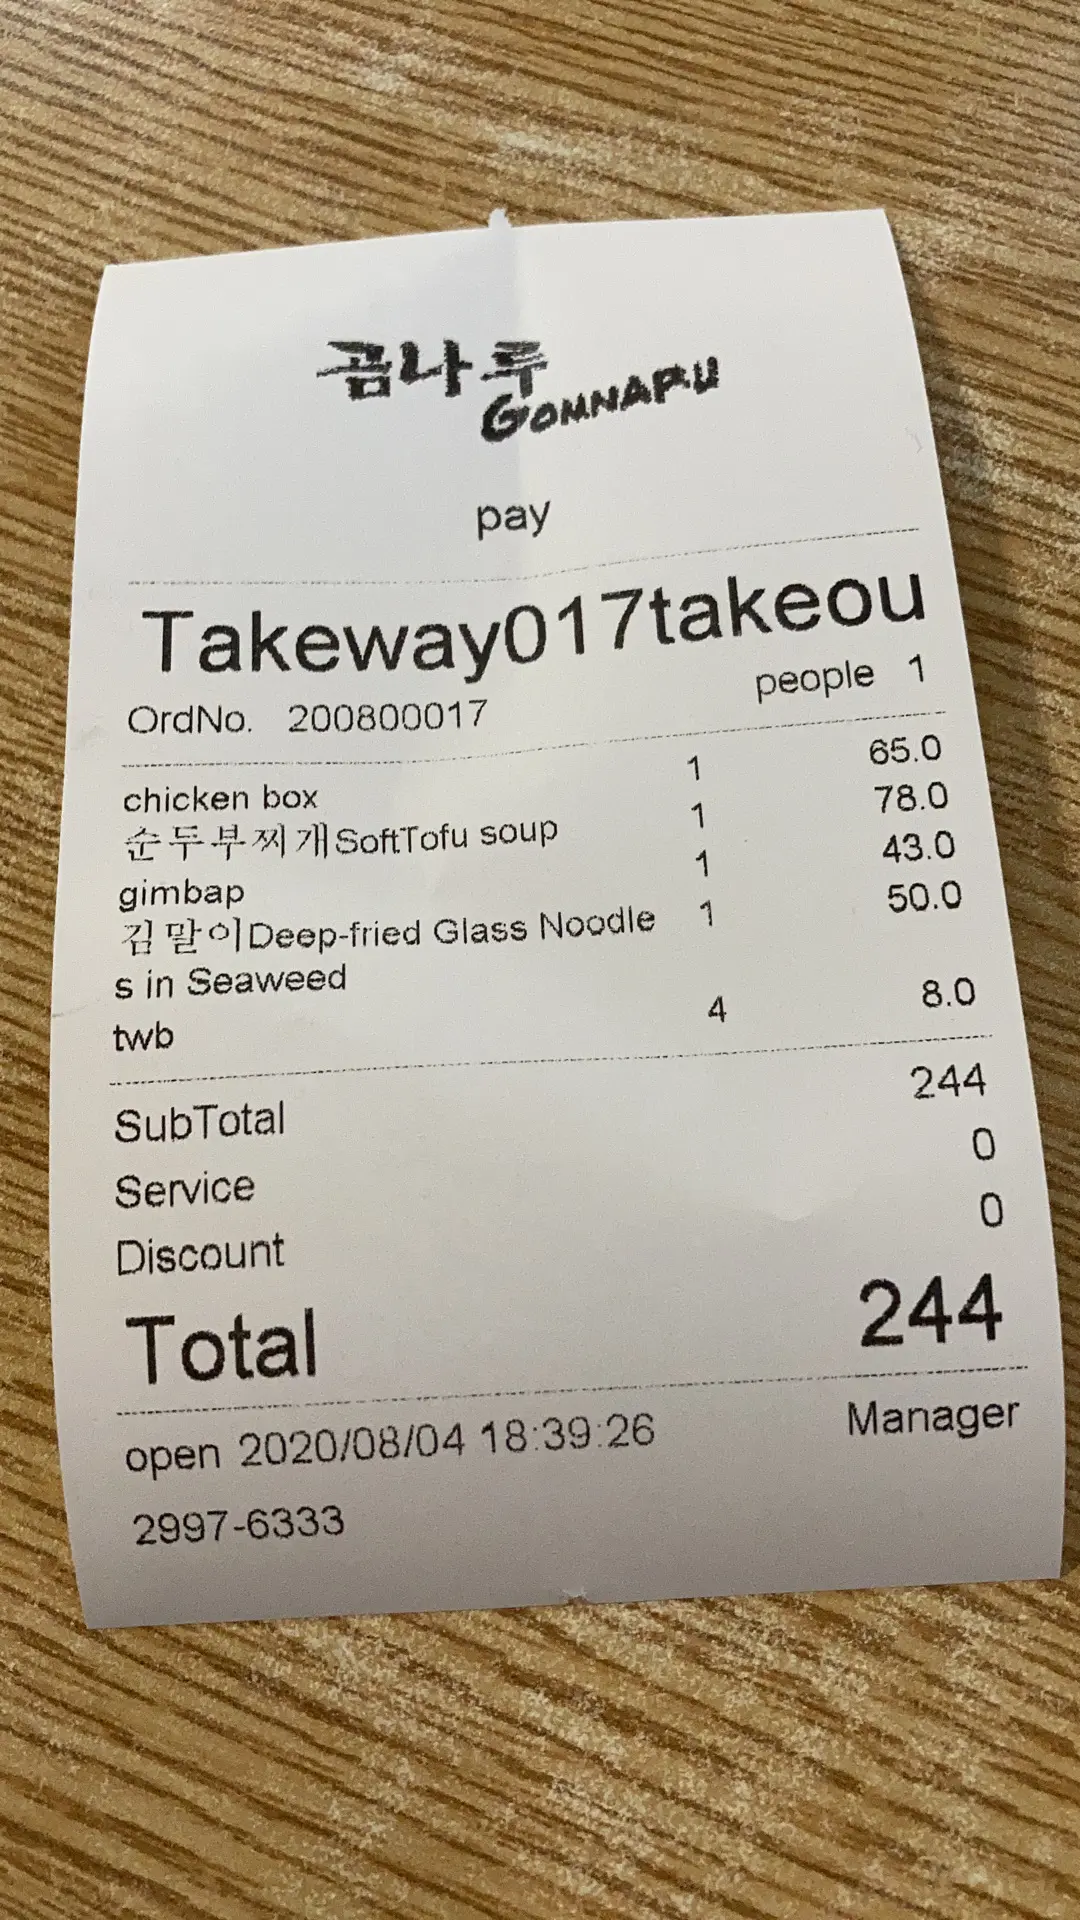 곰나루
GOMNARU
pay
Takeway017takeou
OrdNo. 200800017 people 1
chicken box 1 65.0
순두부찌개SoftTofu soup 1 78.0
gimbap 1 43.0
김말이Deep-fried Glass Noodle 1 50.0
s in Seaweed
twb 4 8.0
SubTotal 244
Service 0
Discount 0
Total 244
open 2020/08/04 18:39:26 Manager
2997-6333